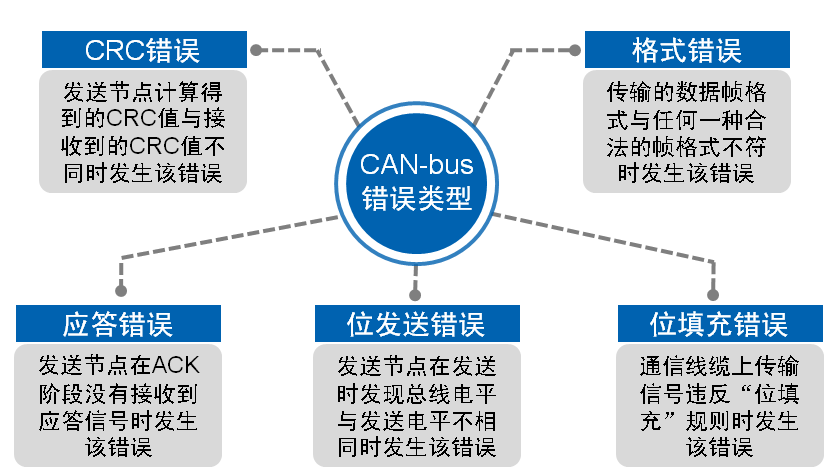 CRC错误
发送节点计算得
到的CRC值与接
收到的CRC值不
同时发生该错误
格式错误
传输的数据帧格
式与任何一种合
法的帧格式不符
时发生该错误
CAN-bus
错误类型
应答错误
发送节点在ACK
阶段没有接收到
应答信号时发生
该错误
位发送错误
发送节点在发送
时发现总线电平
与发送电平不相
同时发生该错误
位填充错误
通信线缆上传输
信号违反“位填
充”规则时发生
该错误